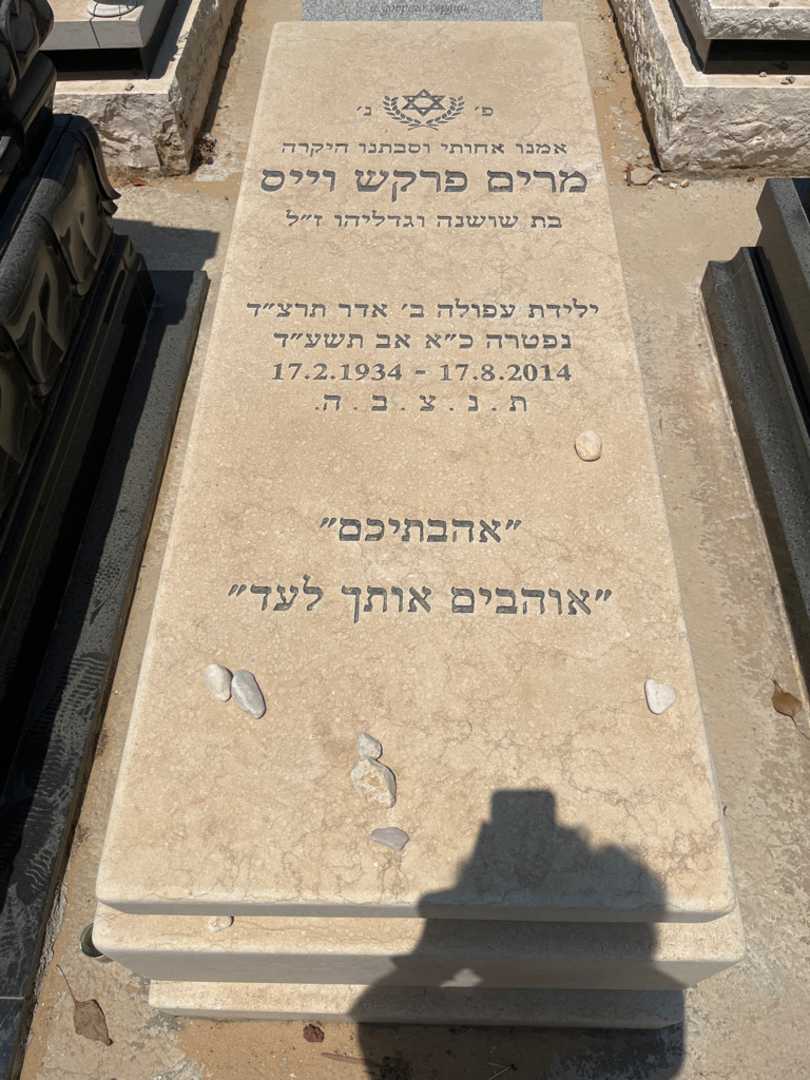 פ׳ נ׳
אמנו אחותי וסבתנו היקרה
מרים פרקש וייס
בת שושנה וגדליהו ז״ל
ילידת עפולה ב׳ אדר תרצ״ד
נפטרה כ״א אב תשע״ד
17.2.1934 - 17.8.2014
ת . נ . צ . ב . ה.
"אהבתיכם"
"אוהבים אותך לעד"